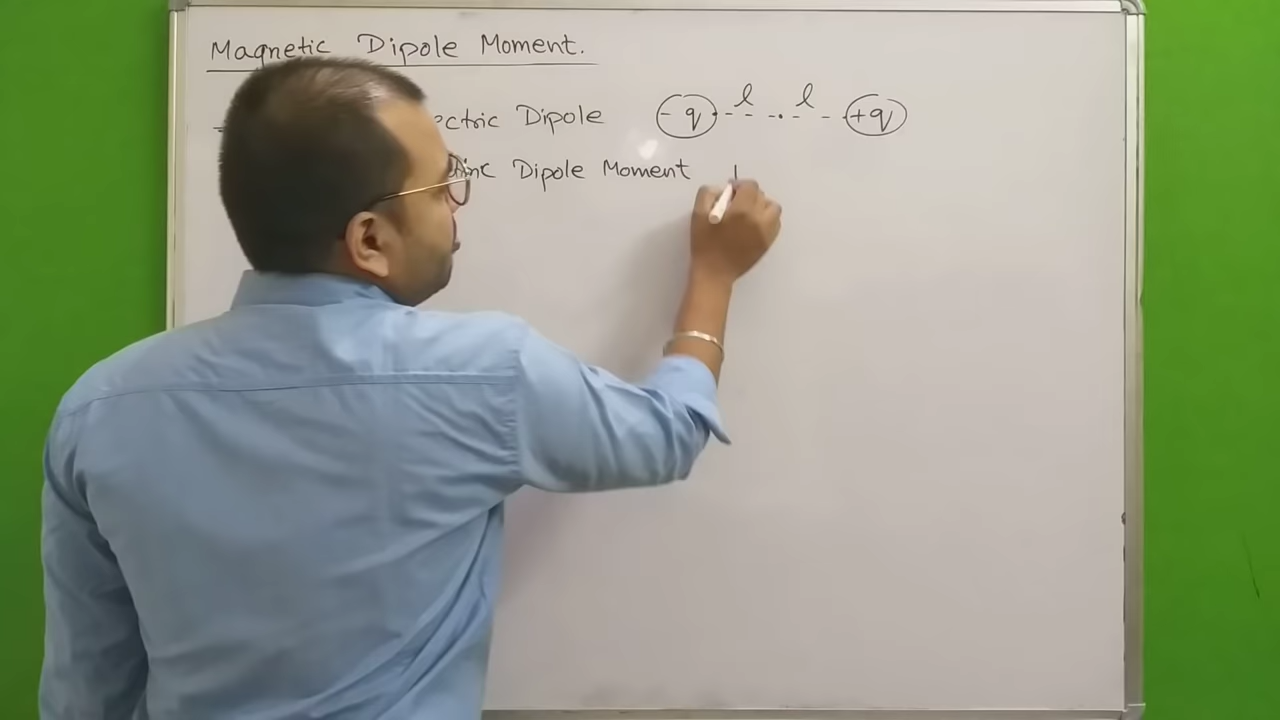 Magnetic Dipole Moment.
ectric Dipole -q l l +q
Dipole Moment